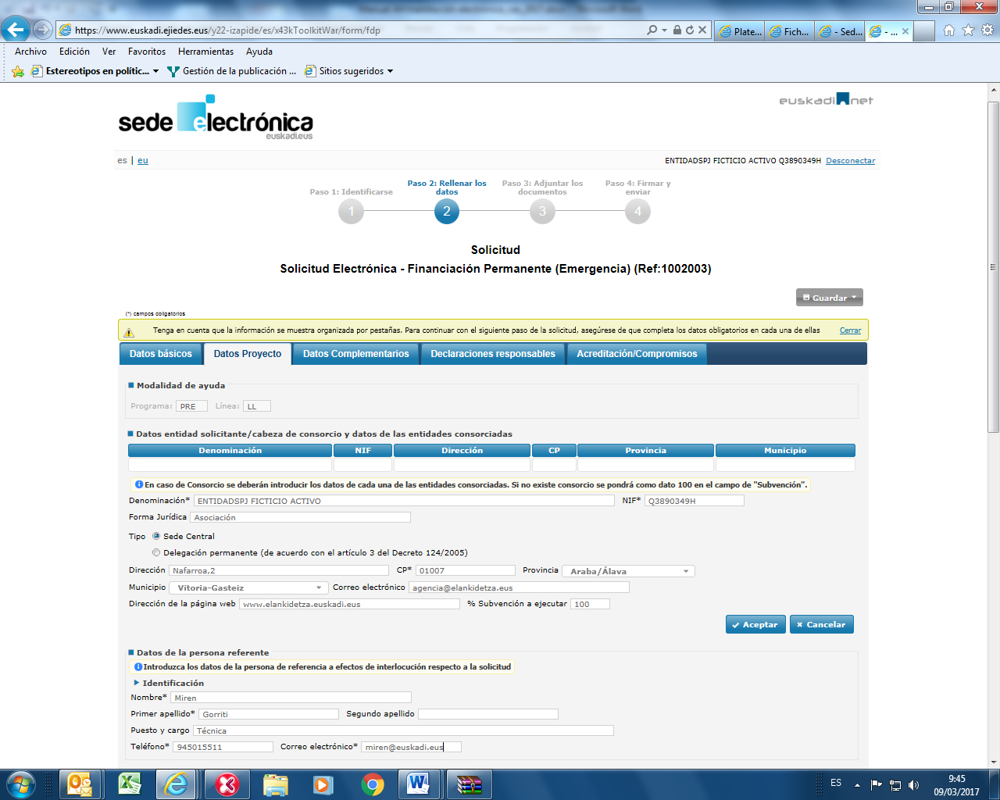 https://www.euskadi.ejiedes.eus/y22-izapide/es/x43kToolkitWar/form/fdp
Plate...
Fich...
- Sed...
- ...
Archivo Edición Ver Favoritos Herramientas Ayuda
Estereotipos en polític... Gestión de la publicación ... Sitios sugeridos
sede electrónica
euskadi.eus
euskadi.net
es | eu
ENTIDADSPJ FICTICIO ACTIVO Q3890349H Desconectar
Paso 1: Identificarse
Paso 2: Rellenar los datos
Paso 3: Adjuntar los documentos
Paso 4: Firmar y enviar
1 2 3 4
Solicitud
Solicitud Electrónica - Financiación Permanente (Emergencia) (Ref:1002003)
Guardar
(*) campos obligatorios
Tenga en cuenta que la información se muestra organizada por pestañas. Para continuar con el siguiente paso de la solicitud, asegúrese de que completa los datos obligatorios en cada una de ellas Cerrar
Datos básicos Datos Proyecto Datos Complementarios Declaraciones responsables Acreditación/Compromisos
Modalidad de ayuda
Programa: PRE Línea: LL
Datos entidad solicitante/cabeza de consorcio y datos de las entidades consorciadas
Denominación NIF Dirección CP Provincia Municipio
En caso de Consorcio se deberán introducir los datos de cada una de las entidades consorciadas. Si no existe consorcio se pondrá como dato 100 en el campo de "Subvención".
Denominación* ENTIDADSPJ FICTICIO ACTIVO NIF* Q3890349H
Forma Jurídica Asociación
Tipo Sede Central
Delegación permanente (de acuerdo con el artículo 3 del Decreto 124/2005)
Dirección Nafarroa,2 CP* 01007 Provincia Araba/Álava
Municipio Vitoria-Gasteiz Correo electrónico agencia@elankidetza.eus
Dirección de la página web www.elankidetza.euskadi.eus % Subvención a ejecutar 100
Aceptar Cancelar
Datos de la persona referente
Introduzca los datos de la persona de referencia a efectos de interlocución respecto a la solicitud
Identificación
Nombre* Miren
Primer apellido* Gorriti Segundo apellido
Puesto y cargo Técnica
Teléfono* 945015511 Correo electrónico* miren@euskadi.eus
ES
9:45
09/03/2017